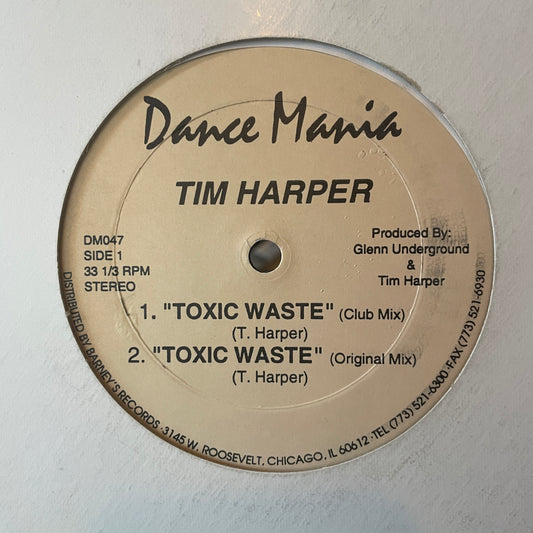 Dance Mania
TIM HARPER
DM047
SIDE 1
33 1/3 RPM
STEREO
Produced By:
Glenn Underground
&
Tim Harper
1. "TOXIC WASTE" (Club Mix)
(T. Harper)
2. "TOXIC WASTE" (Original Mix)
(T. Harper)
DISTRIBUTED BY BARNEY'S RECORDS ·3145 W. ROOSEVELT, CHICAGO, IL 60612 ·TEL (773) 521-6300 ·FAX (773) 521-6930